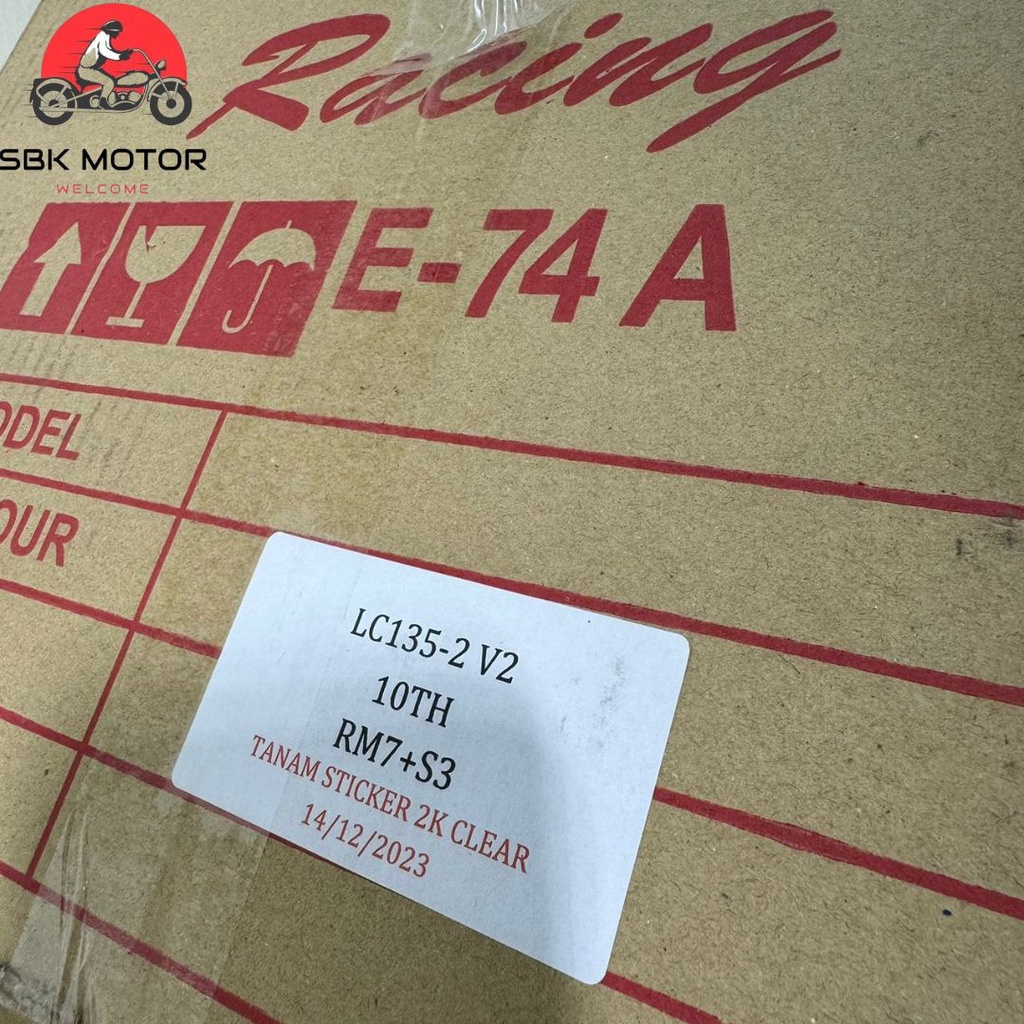 Racing
SBK MOTOR
WELCOME
E-74 A
ODEL
OUR
LC135-2 V2
10TH
RM7+S3
TANAM STICKER 2K CLEAR
14/12/2023